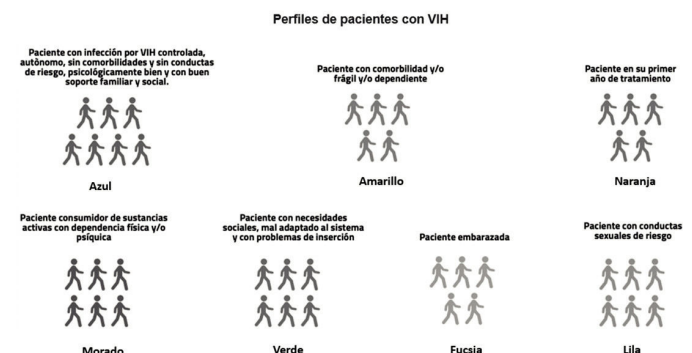 Perfiles de pacientes con VIH
Paciente con infección por VIH controlada,
autònomo, sin comorbilidades y sin conductas
de riesgo, psicológicamente bien y con buen
soporte familiar y social.
Azul
Paciente con comorbilidad y/o
frágil y/o dependiente
Amarillo
Paciente en su primer
año de tratamiento
Naranja
Paciente consumidor de sustancias
activas con dependencia física y/o
psíquica
Morado
Paciente con necesidades
sociales, mal adaptado al sistema
y con problemas de inserción
Verde
Paciente embarazada
Fucsia
Paciente con conductas
sexuales de riesgo
Lila